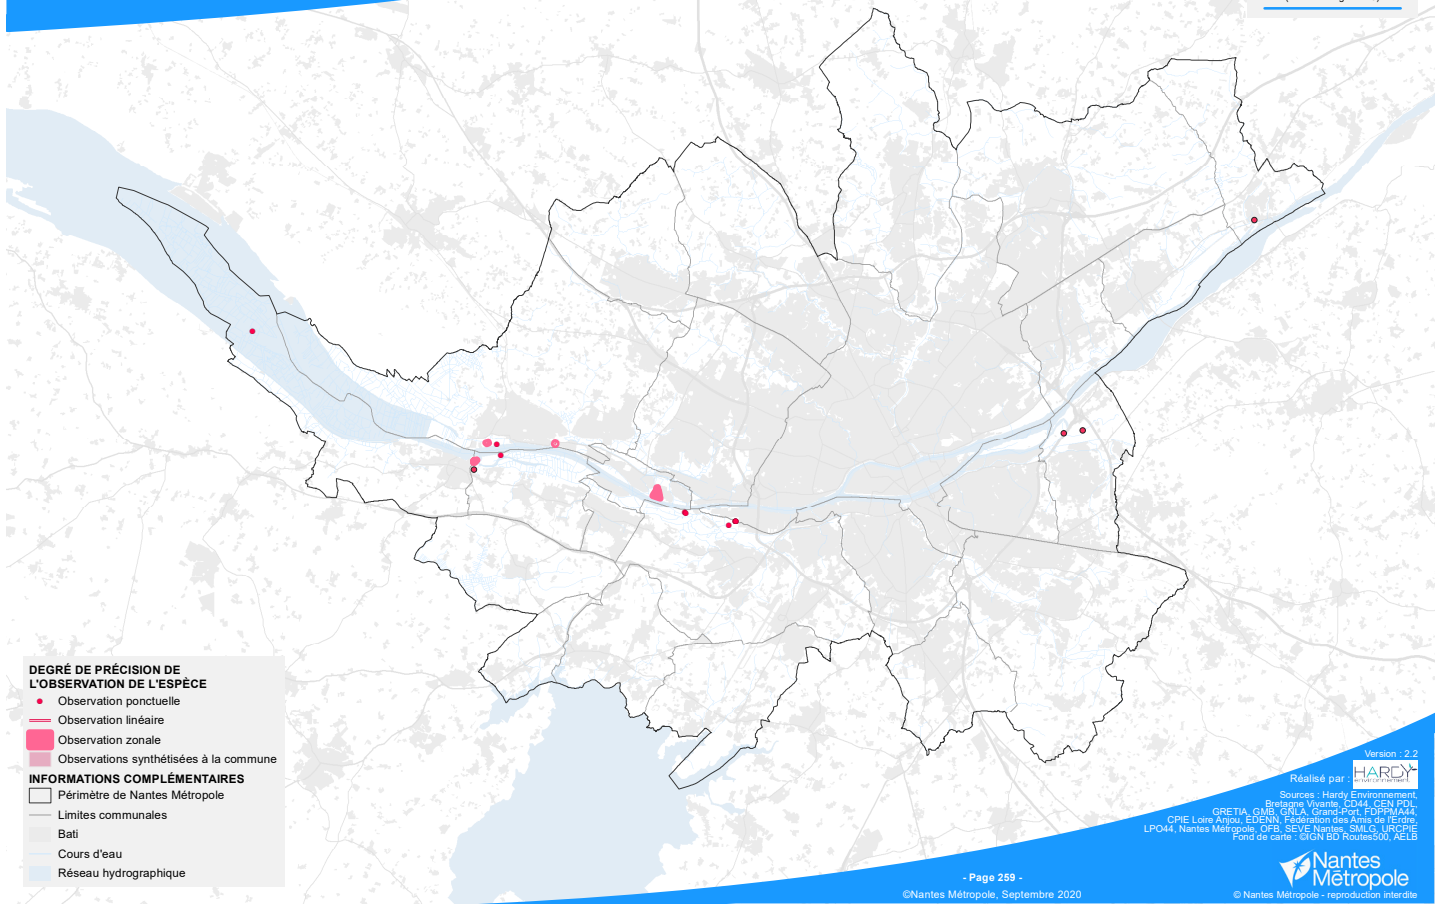 DEGRÉ DE PRÉCISION DE
L'OBSERVATION DE L'ESPÈCE
Observation ponctuelle
Observation linéaire
Observation zonale
Observations synthétisées à la commune
INFORMATIONS COMPLÉMENTAIRES
Périmètre de Nantes Métropole
Limites communales
Bati
Cours d'eau
Réseau hydrographique
Version : 2.2
Réalisé par :
HARDY
environnement
Sources : Hardy Environnement,
Bretagne Vivante, CD44, CEN PDL,
GRETIA, GMB, GNLA, Grand-Port, FDPPMA44,
CPIE Loire Anjou, EDENN, Fédération des Amis de l'Erdre,
LPO44, Nantes Métropole, OFB, SEVE Nantes, SMLG, URCPIE
Fond de carte : ©IGN BD Routes500, AELB
Nantes
Métropole
- Page 259 -
©Nantes Métropole, Septembre 2020
© Nantes Métropole - reproduction interdite